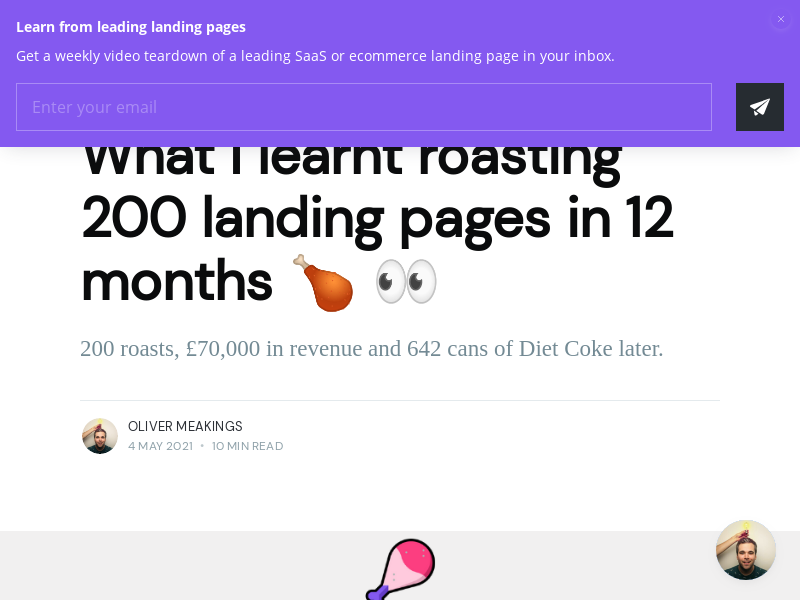 Learn from leading landing pages
Get a weekly video teardown of a leading SaaS or ecommerce landing page in your inbox.
Enter your email
What I learnt roasting
200 landing pages in 12
months 🍗 👀
200 roasts, £70,000 in revenue and 642 cans of Diet Coke later.
OLIVER MEAKINGS
4 MAY 2021 • 10 MIN READ